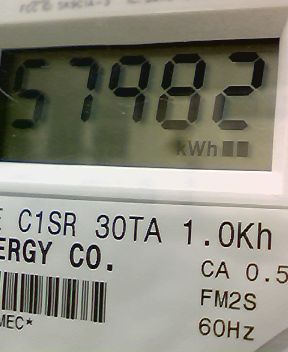 57982
kWh
E C1SR 30TA 1.0Kh
ERGY CO.
CA 0.5
FM2S
MEC*
60Hz